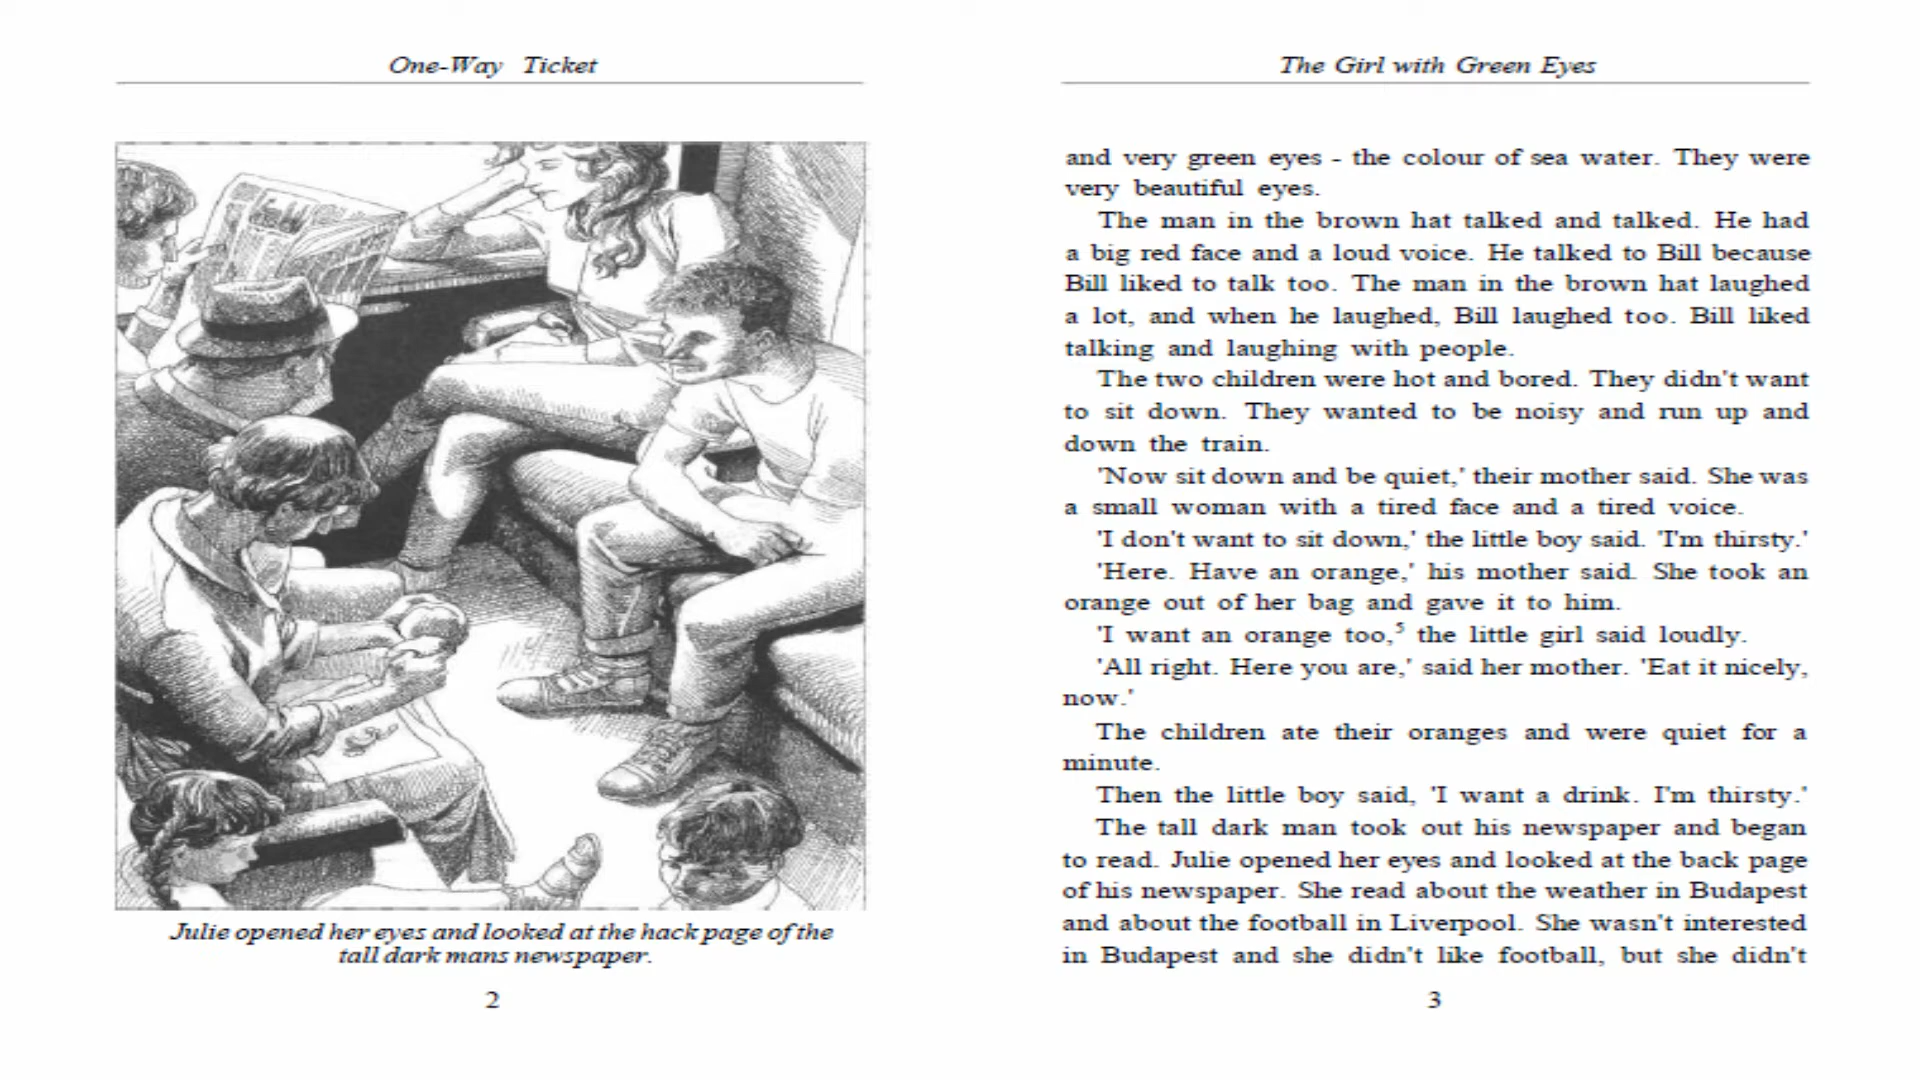 One-Way Ticket
Julie opened her eyes and looked at the hack page of the
tall dark mans newspaper.
2
The Girl with Green Eyes
and very green eyes - the colour of sea water. They were
very beautiful eyes.
The man in the brown hat talked and talked. He had
a big red face and a loud voice. He talked to Bill because
Bill liked to talk too. The man in the brown hat laughed
a lot, and when he laughed, Bill laughed too. Bill liked
talking and laughing with people.
The two children were hot and bored. They didn't want
to sit down. They wanted to be noisy and run up and
down the train.
'Now sit down and be quiet,' their mother said. She was
a small woman with a tired face and a tired voice.
'I don't want to sit down,' the little boy said. 'I'm thirsty.'
'Here. Have an orange,' his mother said. She took an
orange out of her bag and gave it to him.
'I want an orange too,⁵ the little girl said loudly.
'All right. Here you are,' said her mother. 'Eat it nicely,
now.'
The children ate their oranges and were quiet for a
minute.
Then the little boy said, 'I want a drink. I'm thirsty.'
The tall dark man took out his newspaper and began
to read. Julie opened her eyes and looked at the back page
of his newspaper. She read about the weather in Budapest
and about the football in Liverpool. She wasn't interested
in Budapest and she didn't like football, but she didn't
3